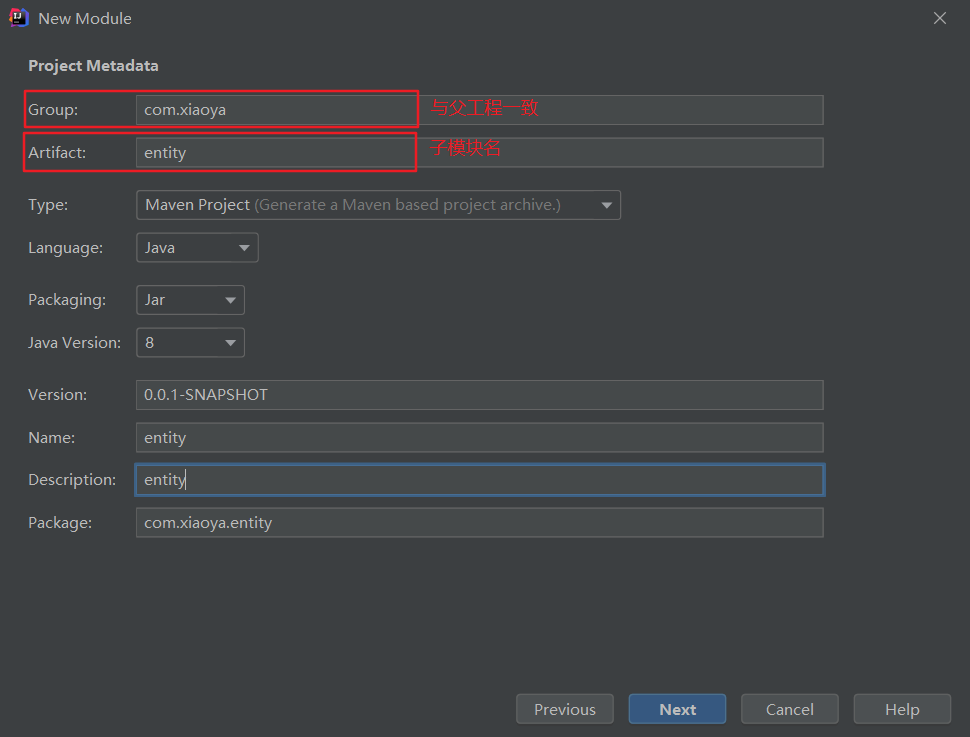 New Module
Project Metadata
Group: com.xiaoya 与父工程一致
Artifact: entity 子模块名
Type: Maven Project (Generate a Maven based project archive.)
Language: Java
Packaging: Jar
Java Version: 8
Version: 0.0.1-SNAPSHOT
Name: entity
Description: entity
Package: com.xiaoya.entity
Previous Next Cancel Help